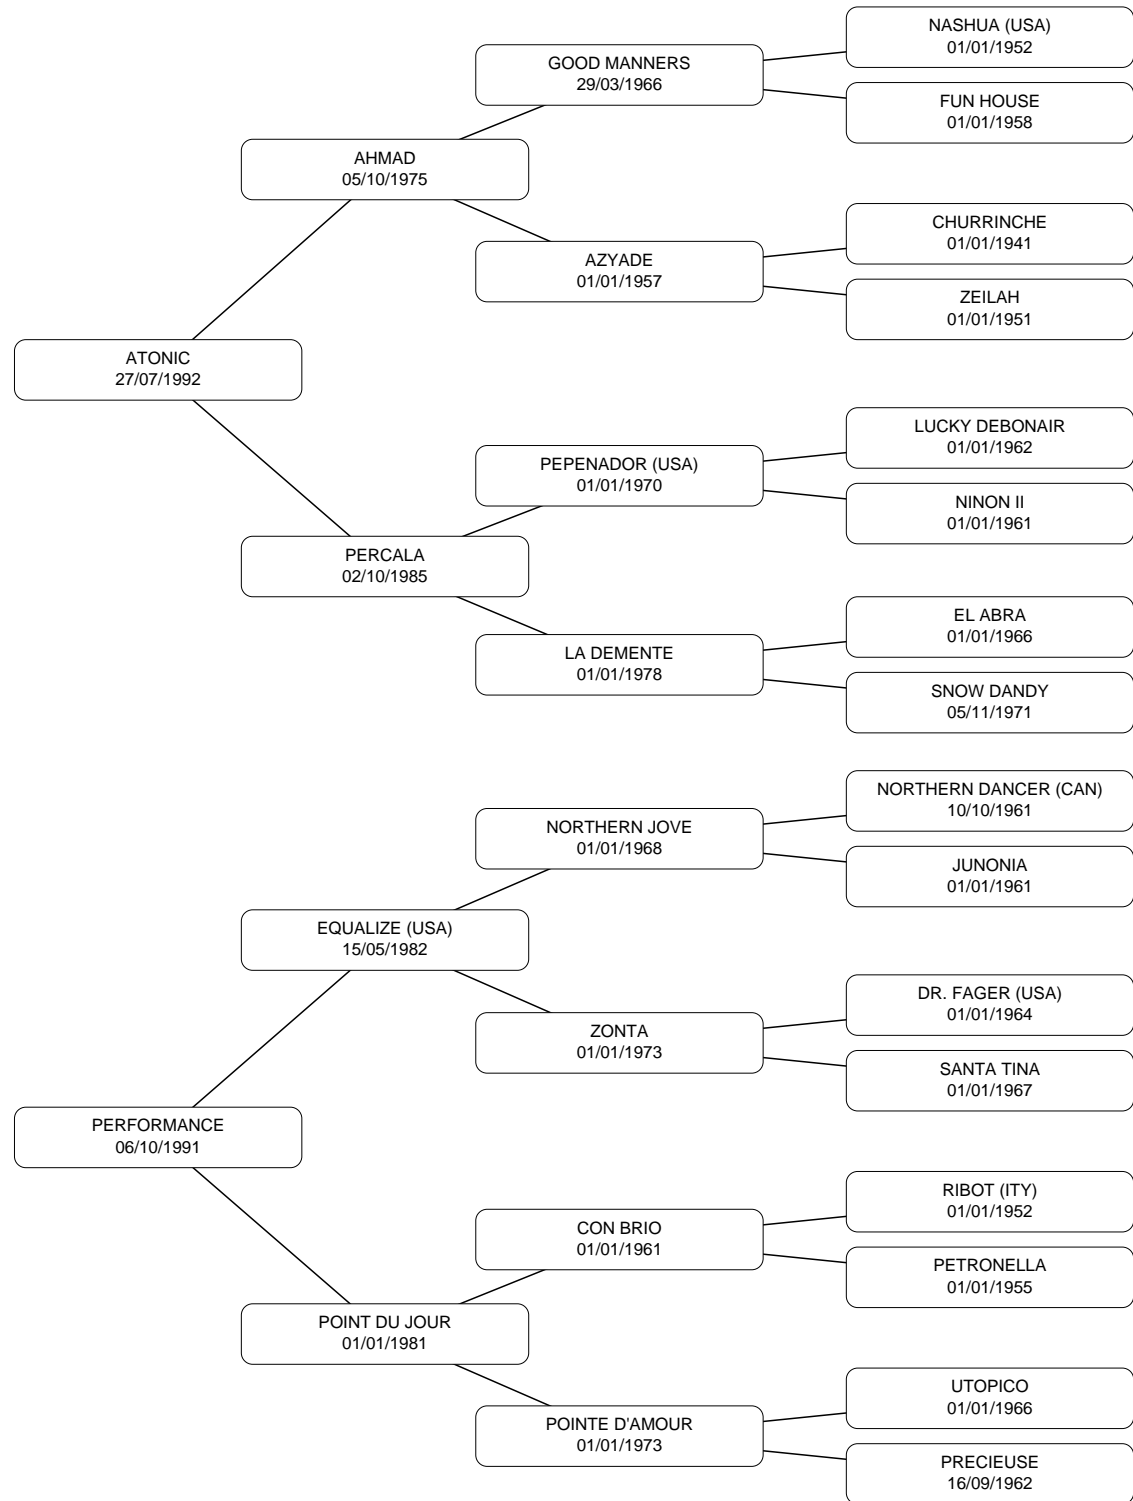 NASHUA (USA)
01/01/1952
GOOD MANNERS
29/03/1966
FUN HOUSE
01/01/1958
AHMAD
05/10/1975
CHURRINCHE
01/01/1941
AZYADE
01/01/1957
ZEILAH
01/01/1951
ATONIC
27/07/1992
LUCKY DEBONAIR
01/01/1962
PEPENADOR (USA)
01/01/1970
NINON II
01/01/1961
PERCALA
02/10/1985
EL ABRA
01/01/1966
LA DEMENTE
01/01/1978
SNOW DANDY
05/11/1971
NORTHERN DANCER (CAN)
10/10/1961
NORTHERN JOVE
01/01/1968
JUNONIA
01/01/1961
EQUALIZE (USA)
15/05/1982
DR. FAGER (USA)
01/01/1964
ZONTA
01/01/1973
SANTA TINA
01/01/1967
PERFORMANCE
06/10/1991
RIBOT (ITY)
01/01/1952
CON BRIO
01/01/1961
PETRONELLA
01/01/1955
POINT DU JOUR
01/01/1981
UTOPICO
01/01/1966
POINTE D'AMOUR
01/01/1973
PRECIEUSE
16/09/1962